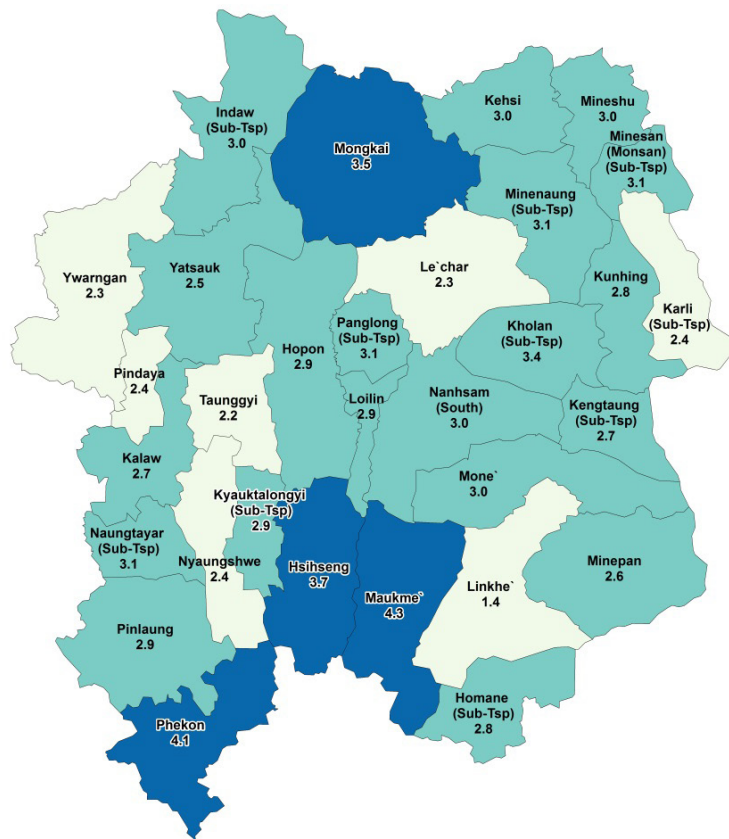 Indaw
(Sub-Tsp)
3.0
Mongkai
3.5
Kehsi
3.0
Mineshu
3.0
Minesan
(Monsan)
(Sub-Tsp)
3.1
Minenaung
(Sub-Tsp)
3.1
Ywarngan
2.3
Yatsauk
2.5
Le`char
2.3
Kunhing
2.8
Karli
(Sub-Tsp)
2.4
Panglong
(Sub-Tsp)
3.1
Kholan
(Sub-Tsp)
3.4
Hopon
2.9
Pindaya
2.4
Taunggyi
2.2
Loilin
2.9
Nanhsam
(South)
3.0
Kengtaung
(Sub-Tsp)
2.7
Kalaw
2.7
Mone`
3.0
Kyauktalongyi
(Sub-Tsp)
2.9
Naungtayar
(Sub-Tsp)
3.1
Nyaungshwe
2.4
Hsihseng
3.7
Maukme`
4.3
Linkhe`
1.4
Minepan
2.6
Pinlaung
2.9
Homane
(Sub-Tsp)
2.8
Phekon
4.1